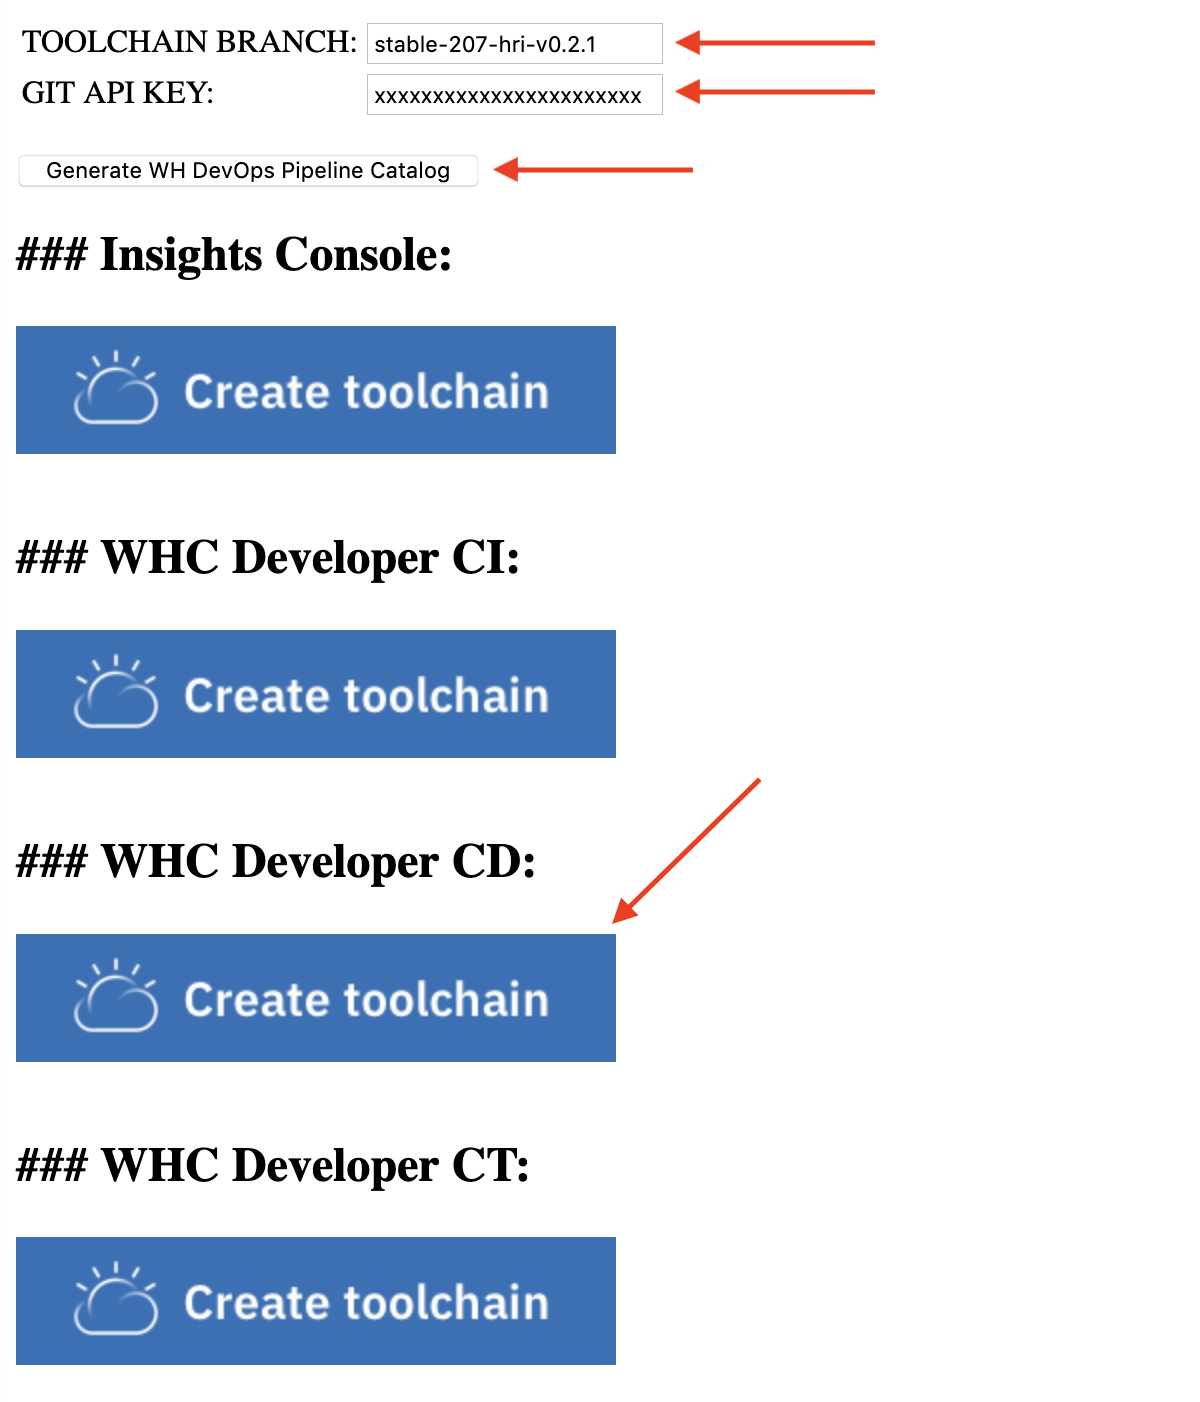 TOOLCHAIN BRANCH: stable-207-hri-v0.2.1
GIT API KEY: xxxxxxxxxxxxxxxxxxxxxxx
Generate WH DevOps Pipeline Catalog
### Insights Console:
Create toolchain
### WHC Developer CI:
Create toolchain
### WHC Developer CD:
Create toolchain
### WHC Developer CT:
Create toolchain